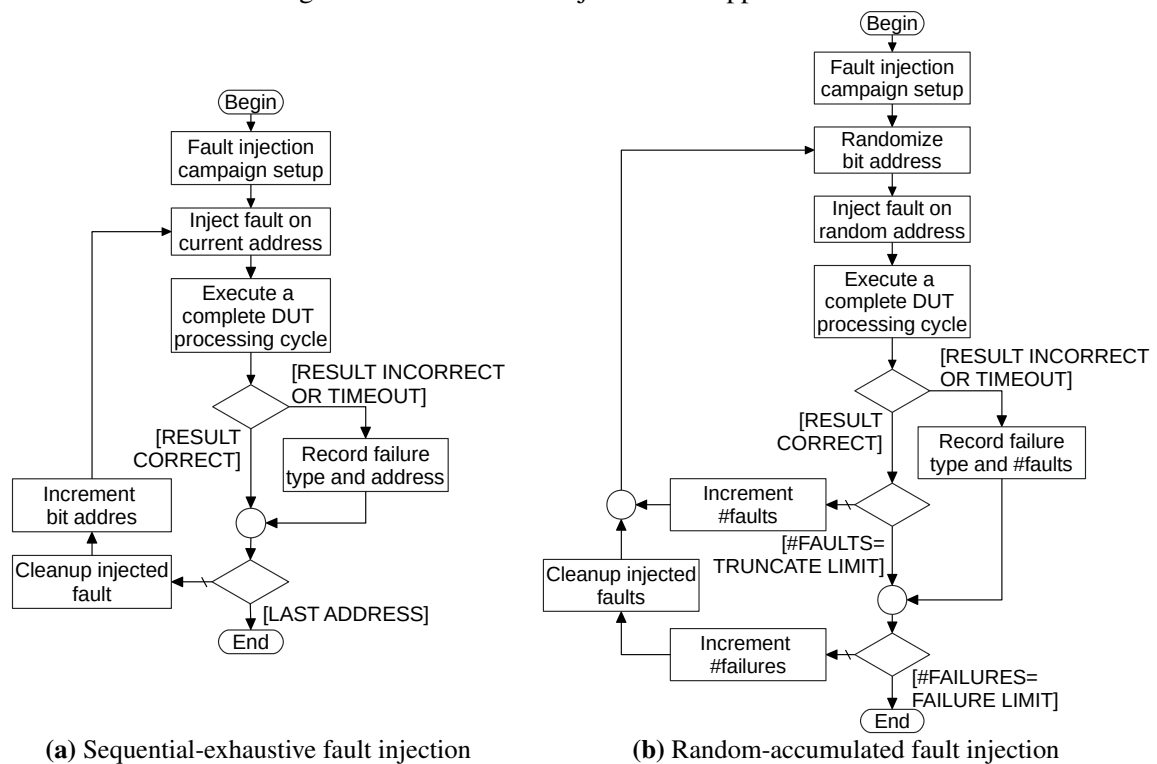 Begin
Fault injection
campaign setup
Inject fault on
current address
Execute a
complete DUT
processing cycle
[RESULT INCORRECT
OR TIMEOUT]
[RESULT
CORRECT]
Record failure
type and address
Increment
bit addres
Cleanup injected
fault
[LAST ADDRESS]
End
(a) Sequential-exhaustive fault injection
Begin
Fault injection
campaign setup
Randomize
bit address
Inject fault on
random address
Execute a
complete DUT
processing cycle
[RESULT INCORRECT
OR TIMEOUT]
[RESULT
CORRECT]
Record failure
type and #faults
Increment
#faults
[#FAULTS=
TRUNCATE LIMIT]
Cleanup injected
faults
Increment
#failures
[#FAILURES=
FAILURE LIMIT]
End
(b) Random-accumulated fault injection